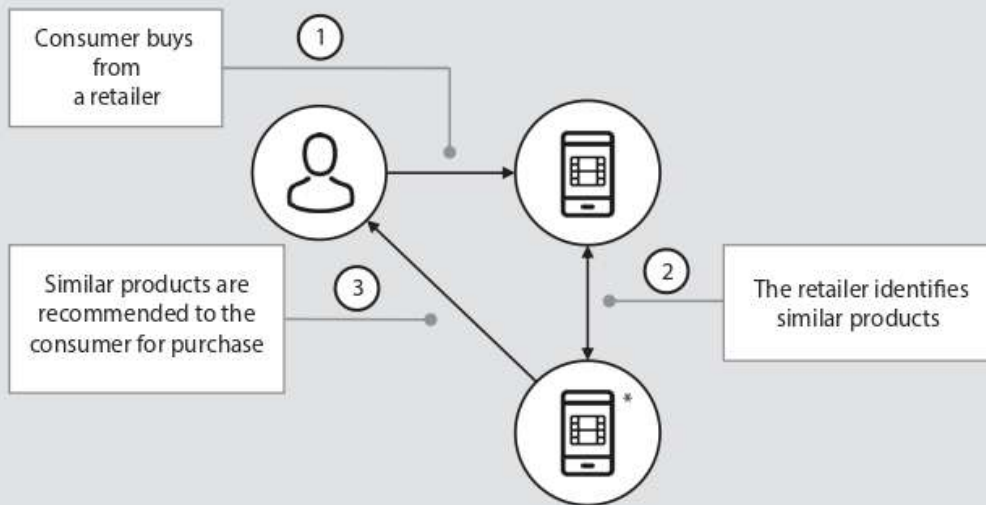 Consumer buys
from
a retailer
1
Similar products are
recommended to the
consumer for purchase
3
2
The retailer identifies
similar products
*